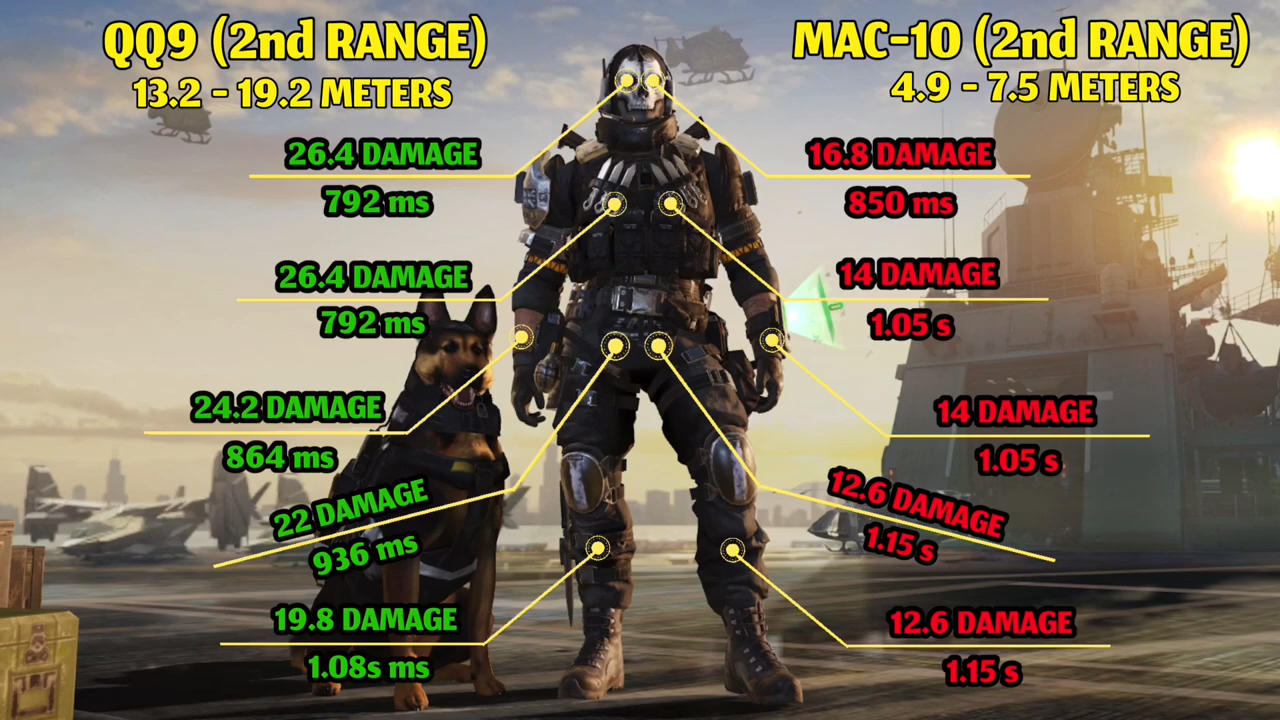 QQ9 (2nd RANGE)
13.2 - 19.2 METERS
26.4 DAMAGE
792 ms
26.4 DAMAGE
792 ms
24.2 DAMAGE
864 ms
22 DAMAGE
936 ms
19.8 DAMAGE
1.08s ms
MAC-10 (2nd RANGE)
4.9 - 7.5 METERS
16.8 DAMAGE
850 ms
14 DAMAGE
1.05 s
14 DAMAGE
1.05 s
12.6 DAMAGE
1.15 s
12.6 DAMAGE
1.15 s